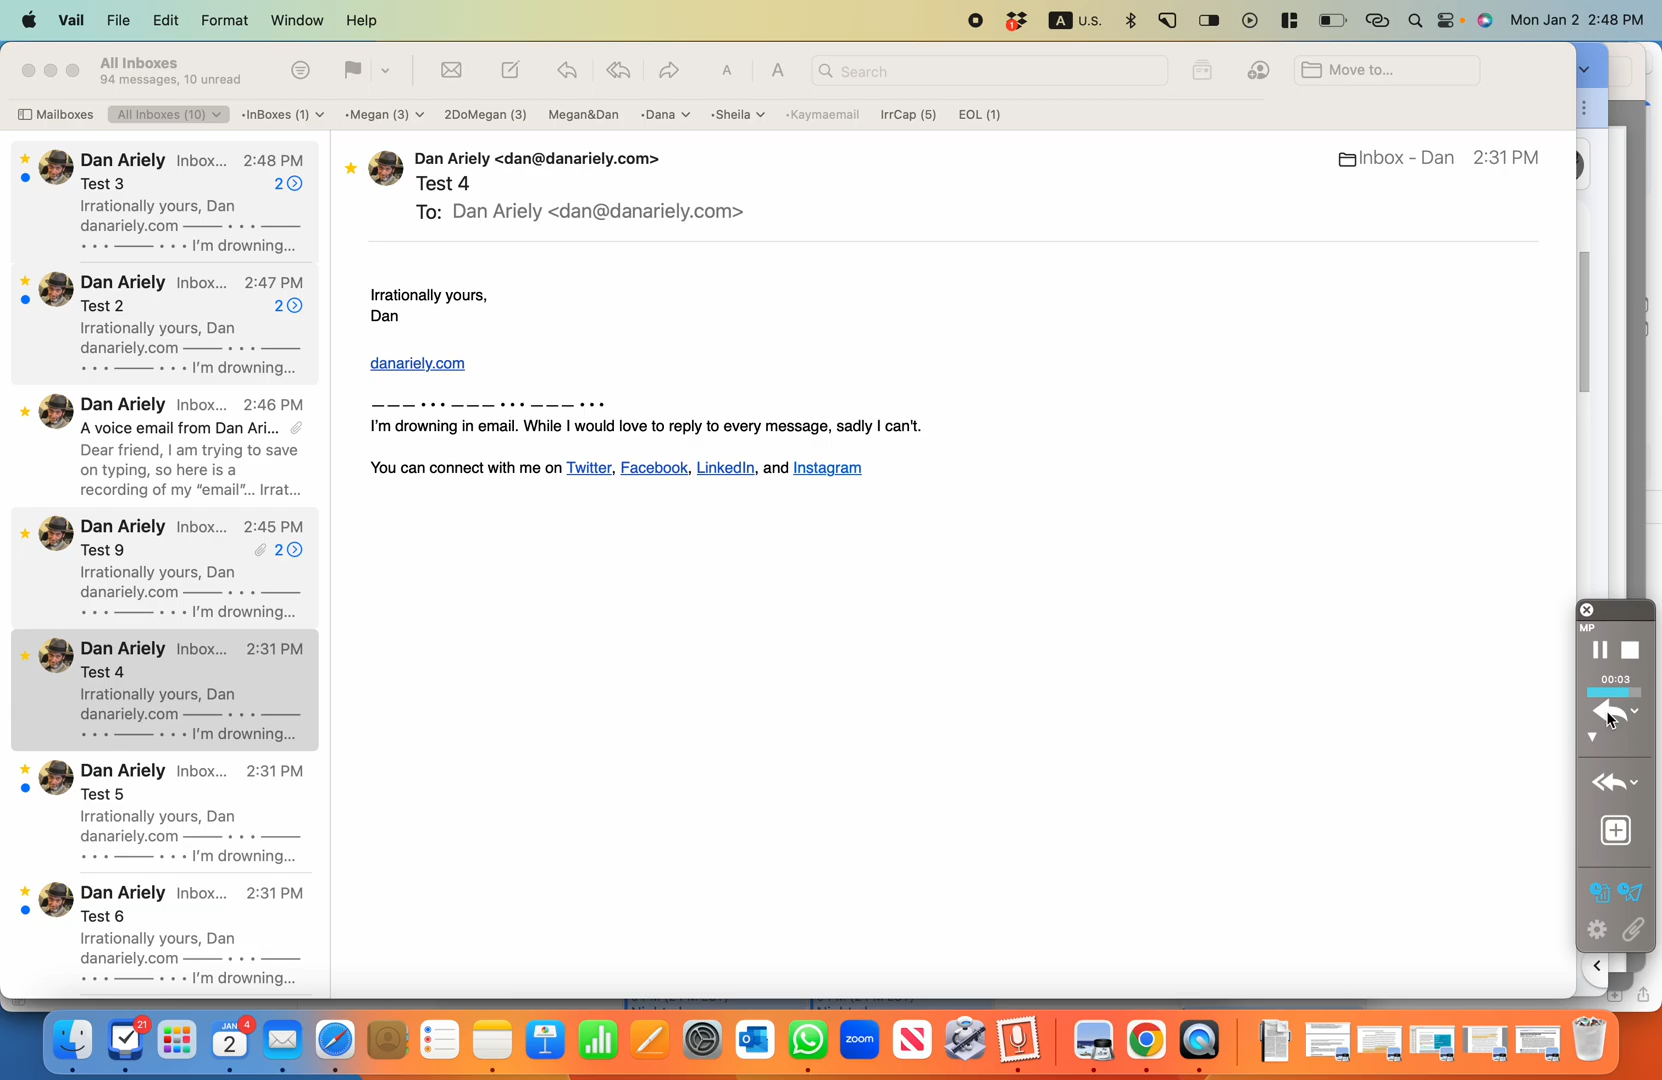 Vail File Edit Format Window Help
A U.S. Mon Jan 2 2:48 PM
All Inboxes
94 messages, 10 unread
A A Search Move to...
Mailboxes All Inboxes (10) •InBoxes (1) •Megan (3) 2DoMegan (3) Megan&Dan •Dana •Sheila •Kaymaemail IrrCap (5) EOL (1)
Dan Ariely Inbox... 2:48 PM
Test 3 2
Irrationally yours, Dan
danariely.com ——— • • • ———
• • • ——— • • • I'm drowning...
Dan Ariely Inbox... 2:47 PM
Test 2 2
Irrationally yours, Dan
danariely.com ——— • • • ———
• • • ——— • • • I'm drowning...
Dan Ariely Inbox... 2:46 PM
A voice email from Dan Ari...
Dear friend, I am trying to save
on typing, so here is a
recording of my “email”... Irrat...
Dan Ariely Inbox... 2:45 PM
Test 9 2
Irrationally yours, Dan
danariely.com ——— • • • ———
• • • ——— • • • I'm drowning...
Dan Ariely Inbox... 2:31 PM
Test 4
Irrationally yours, Dan
danariely.com ——— • • • ———
• • • ——— • • • I'm drowning...
Dan Ariely Inbox... 2:31 PM
Test 5
Irrationally yours, Dan
danariely.com ——— • • • ———
• • • ——— • • • I'm drowning...
Dan Ariely Inbox... 2:31 PM
Test 6
Irrationally yours, Dan
danariely.com ——— • • • ———
• • • ——— • • • I'm drowning...
Dan Ariely <dan@danariely.com> Inbox - Dan 2:31 PM
Test 4
To: Dan Ariely <dan@danariely.com>
Irrationally yours,
Dan
danariely.com
_ _ _ • • • _ _ _ • • • _ _ _ • • •
I'm drowning in email. While I would love to reply to every message, sadly I can't.
You can connect with me on Twitter, Facebook, LinkedIn, and Instagram
MP
00:03
21 JAN 4 2 zoom
1